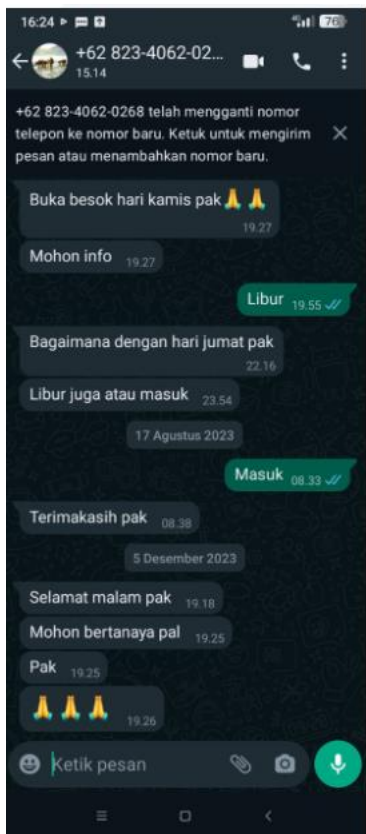 16:24
76
+62 823-4062-02...
15.14
+62 823-4062-0268 telah mengganti nomor
telepon ke nomor baru. Ketuk untuk mengirim
pesan atau menambahkan nomor baru.
Buka besok hari kamis pak🙏🙏
19.27
Mohon info 19.27
Libur 19.55
Bagaimana dengan hari jumat pak
22.16
Libur juga atau masuk 23.54
17 Agustus 2023
Masuk 08.33
Terimakasih pak 08.38
5 Desember 2023
Selamat malam pak 19.18
Mohon bertanaya pal 19.25
Pak 19.25
🙏🙏🙏 19.26
Ketik pesan